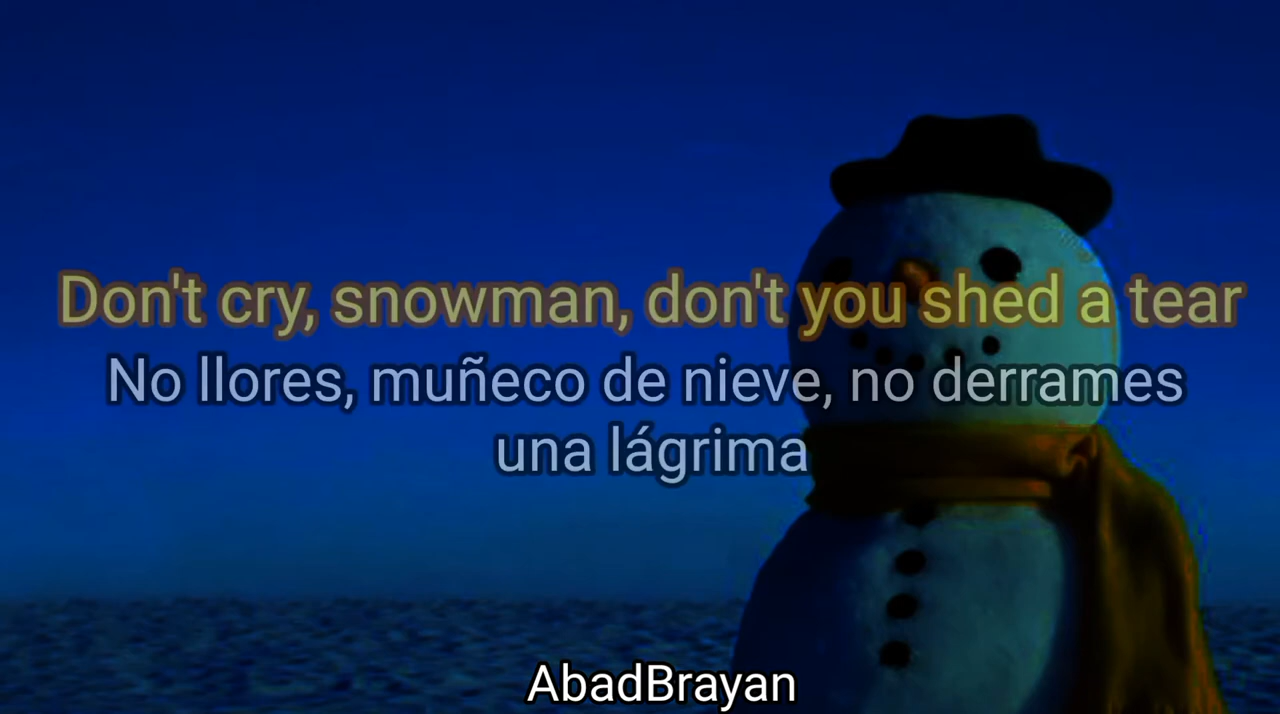 Don't cry, snowman, don't you shed a tear
No llores, muñeco de nieve, no derrames
una lágrima
AbadBrayan